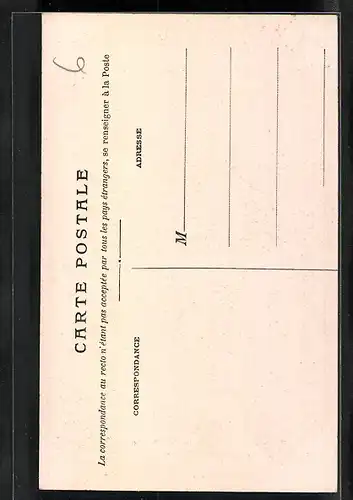 6
CARTE POSTALE
La correspondance au recto n'étant pas acceptée par tous les pays étrangers, se renseigner à la Poste
CORRESPONDANCE
ADRESSE
M